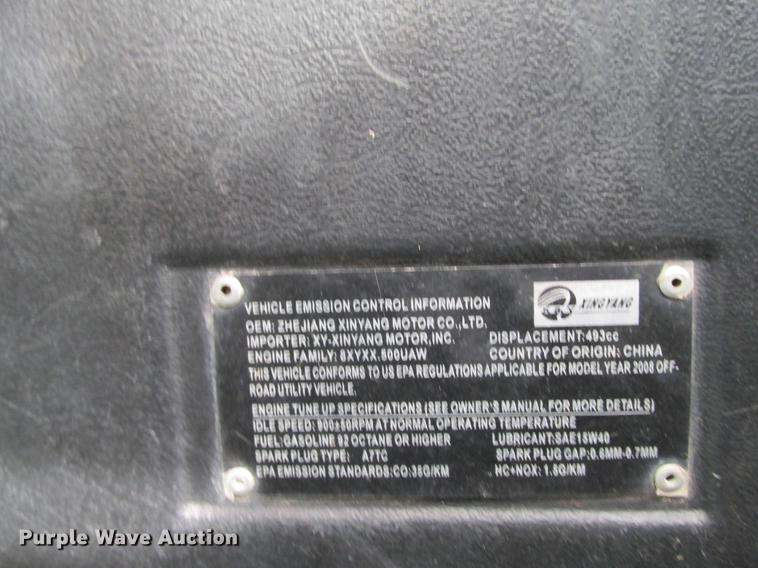 VEHICLE EMISSION CONTROL INFORMATION
XINGYANG
OEM: ZHEJIANG XINYANG MOTOR CO.,LTD.
IMPORTER: XY-XINYANG MOTOR,INC. DISPLACEMENT:493cc
ENGINE FAMILY: 8XYXX.500UAW COUNTRY OF ORIGIN: CHINA
THIS VEHICLE CONFORMS TO US EPA REGULATIONS APPLICABLE FOR MODEL YEAR 2008 OFF-
ROAD UTILITY VEHICLE.
ENGINE TUNE UP SPECIFICATIONS (SEE OWNER'S MANUAL FOR MORE DETAILS)
IDLE SPEED: 900±80RPM AT NORMAL OPERATING TEMPERATURE
FUEL:GASOLINE 92 OCTANE OR HIGHER LUBRICANT:SAE15W40
SPARK PLUG TYPE: A7TC SPARK PLUG GAP:0.6MM-0.7MM
EPA EMISSION STANDARDS:CO:35G/KM HC+NOX: 1.5G/KM
Purple Wave Auction